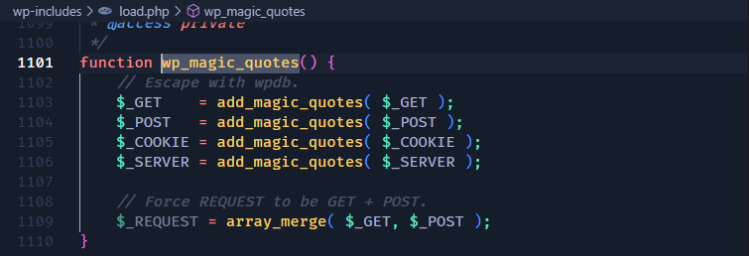 wp-includes > load.php > wp_magic_quotes
1099 * @access private
1100 */
1101 function wp_magic_quotes() {
1102 // Escape with wpdb.
1103 $_GET    = add_magic_quotes( $_GET );
1104 $_POST   = add_magic_quotes( $_POST );
1105 $_COOKIE = add_magic_quotes( $_COOKIE );
1106 $_SERVER = add_magic_quotes( $_SERVER );
1107
1108 // Force REQUEST to be GET + POST.
1109 $_REQUEST = array_merge( $_GET, $_POST );
1110 }